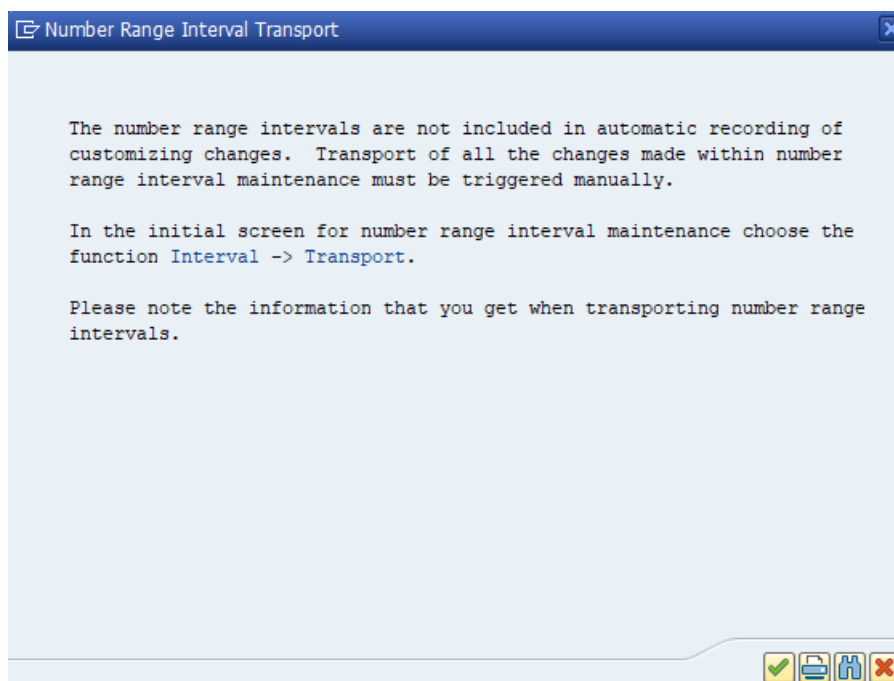 Number Range Interval Transport
The number range intervals are not included in automatic recording of
customizing changes.  Transport of all the changes made within number
range interval maintenance must be triggered manually.
In the initial screen for number range interval maintenance choose the
function Interval -> Transport.
Please note the information that you get when transporting number range
intervals.